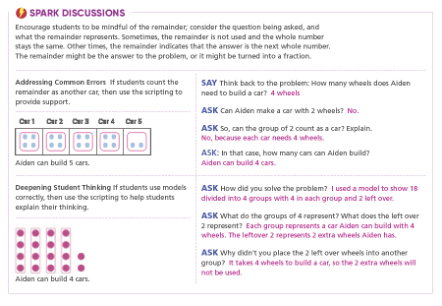 SPARK DISCUSSIONS
Encourage students to be mindful of the remainder; consider the question being asked, and
what the remainder represents. Sometimes, the remainder is not used and the whole number
stays the same. Other times, the remainder indicates that the answer is the next whole number.
The remainder might be the answer to the problem, or it might be turned into a fraction.
Addressing Common Errors If students count the
remainder as another car, then use the scripting to
provide support.
Car 1 Car 2 Car 3 Car 4 Car 5
Aiden can build 5 cars.
SAY Think back to the problem: How many wheels does Aiden
need to build a car? 4 wheels
ASK Can Aiden make a car with 2 wheels? No.
ASK So, can the group of 2 count as a car? Explain.
No, because each car needs 4 wheels.
ASK: In that case, how many cars can Aiden build?
Aiden can build 4 cars.
Deepening Student Thinking If students use models
correctly, then use the scripting to help students
explain their thinking.
Aiden can build 4 cars.
ASK How did you solve the problem? I used a model to show 18
divided into 4 groups with 4 in each group and 2 left over.
ASK What do the groups of 4 represent? What does the left over
2 represent? Each group represents a car Aiden can build with 4
wheels. The leftover 2 represents 2 extra wheels Aiden has.
ASK Why didn't you place the 2 left over wheels into another
group? It takes 4 wheels to build a car, so the 2 extra wheels will
not be used.